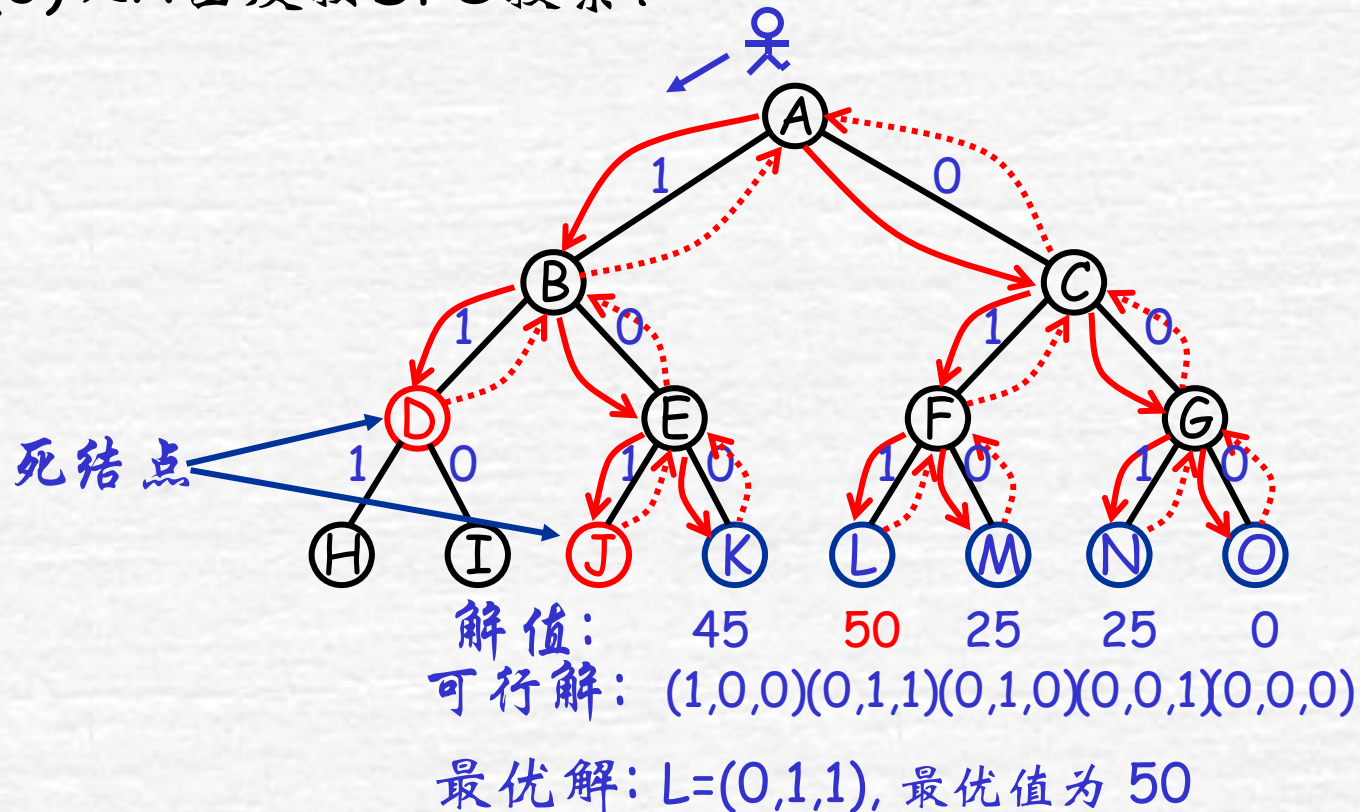 A
1 0
B C
1 0 1 0
D E F G
死结点
1 0 1 0 1 0 1 0
H I J K L M N O
解值: 45 50 25 25 0
可行解: (1,0,0)(0,1,1)(0,1,0)(0,0,1)(0,0,0)
最优解: L=(0,1,1), 最优值为 50